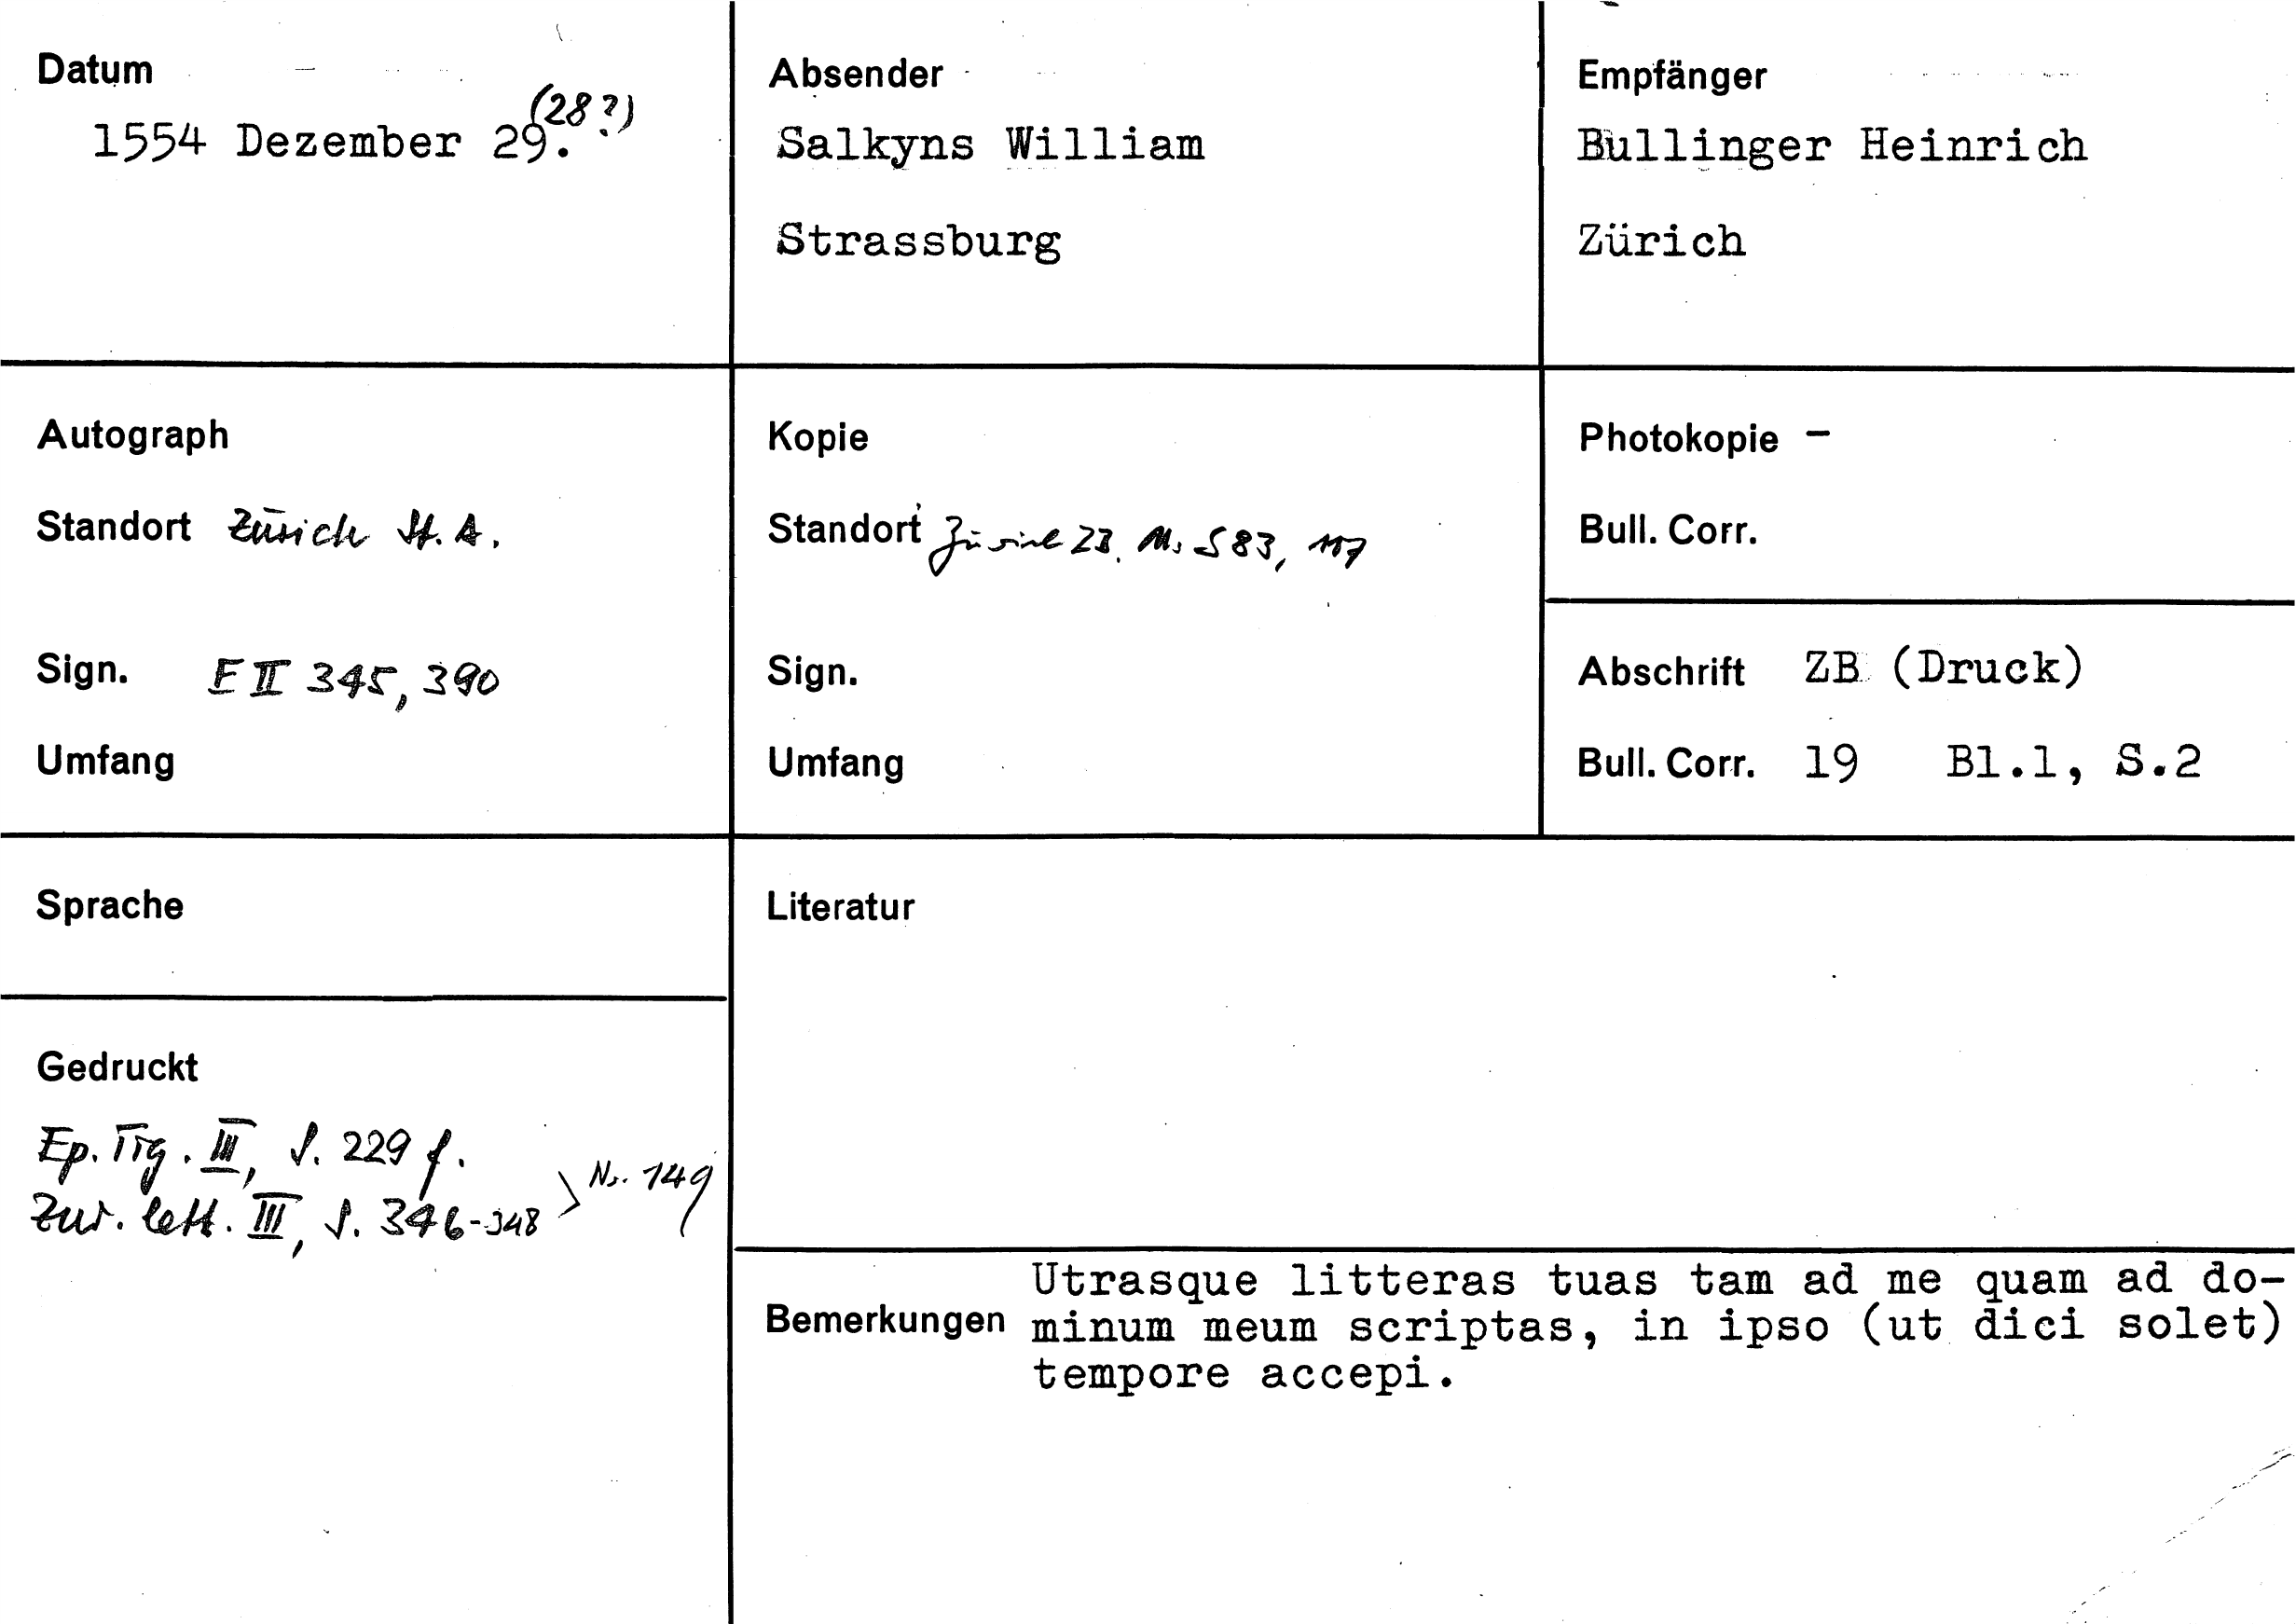 Datum
1554 Dezember 29. (28?)
Absender
Salkyns William
Strassburg
Empfänger
Bullinger Heinrich
Zürich
Autograph
Standort Zürich St. A.
Sign. E II 345, 390
Umfang
Kopie
Standort Zürich ZB. Ms S 83, 117
Sign.
Umfang
Photokopie -
Bull. Corr.
Abschrift ZB (Druck)
Bull. Corr. 19 Bl.1, S.2
Sprache
Gedruckt
Ep. Tig. III, S. 229 f.
Zur. lett. III, S. 346-348 > Nr. 149
Literatur
Bemerkungen
Utrasque litteras tuas tam ad me quam ad do-
minum meum scriptas, in ipso (ut dici solet)
tempore accepi.